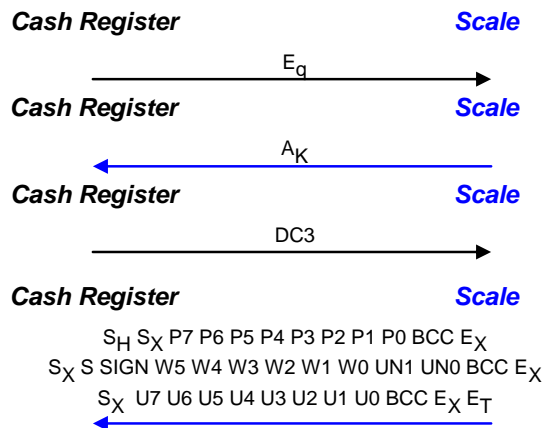 Cash Register Scale
Eq
Cash Register Scale
AK
Cash Register Scale
DC3
Cash Register Scale
SH SX P7 P6 P5 P4 P3 P2 P1 P0 BCC EX
SX S SIGN W5 W4 W3 W2 W1 W0 UN1 UN0 BCC EX
SX U7 U6 U5 U4 U3 U2 U1 U0 BCC EX ET